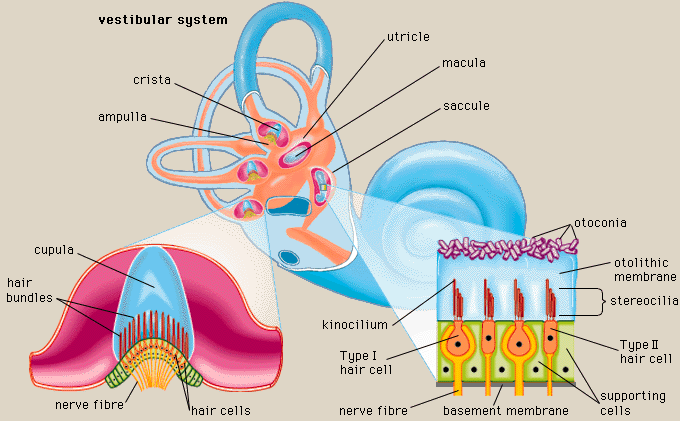 vestibular system
utricle
macula
crista
saccule
ampulla
otoconia
cupula
otolithic
membrane
hair
bundles
stereocilia
kinocilium
Type I
hair cell
Type II
hair cell
nerve fibre
hair cells
nerve fibre
basement membrane
supporting
cells